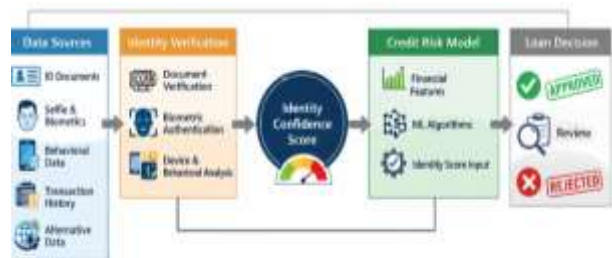 Data Sources
ID Documents
Selfie &
Biometrics
Behavioral
Data
Transaction
History
Alternative
Data
Identity Verification
Document
Verification
Biometric
Authentication
Device &
Behavioral Analysis
Identity
Confidence
Score
Credit Risk Model
Financial
Features
ML Algorithms
Identity Score Input
Loan Decision
APPROVED
Review
REJECTED